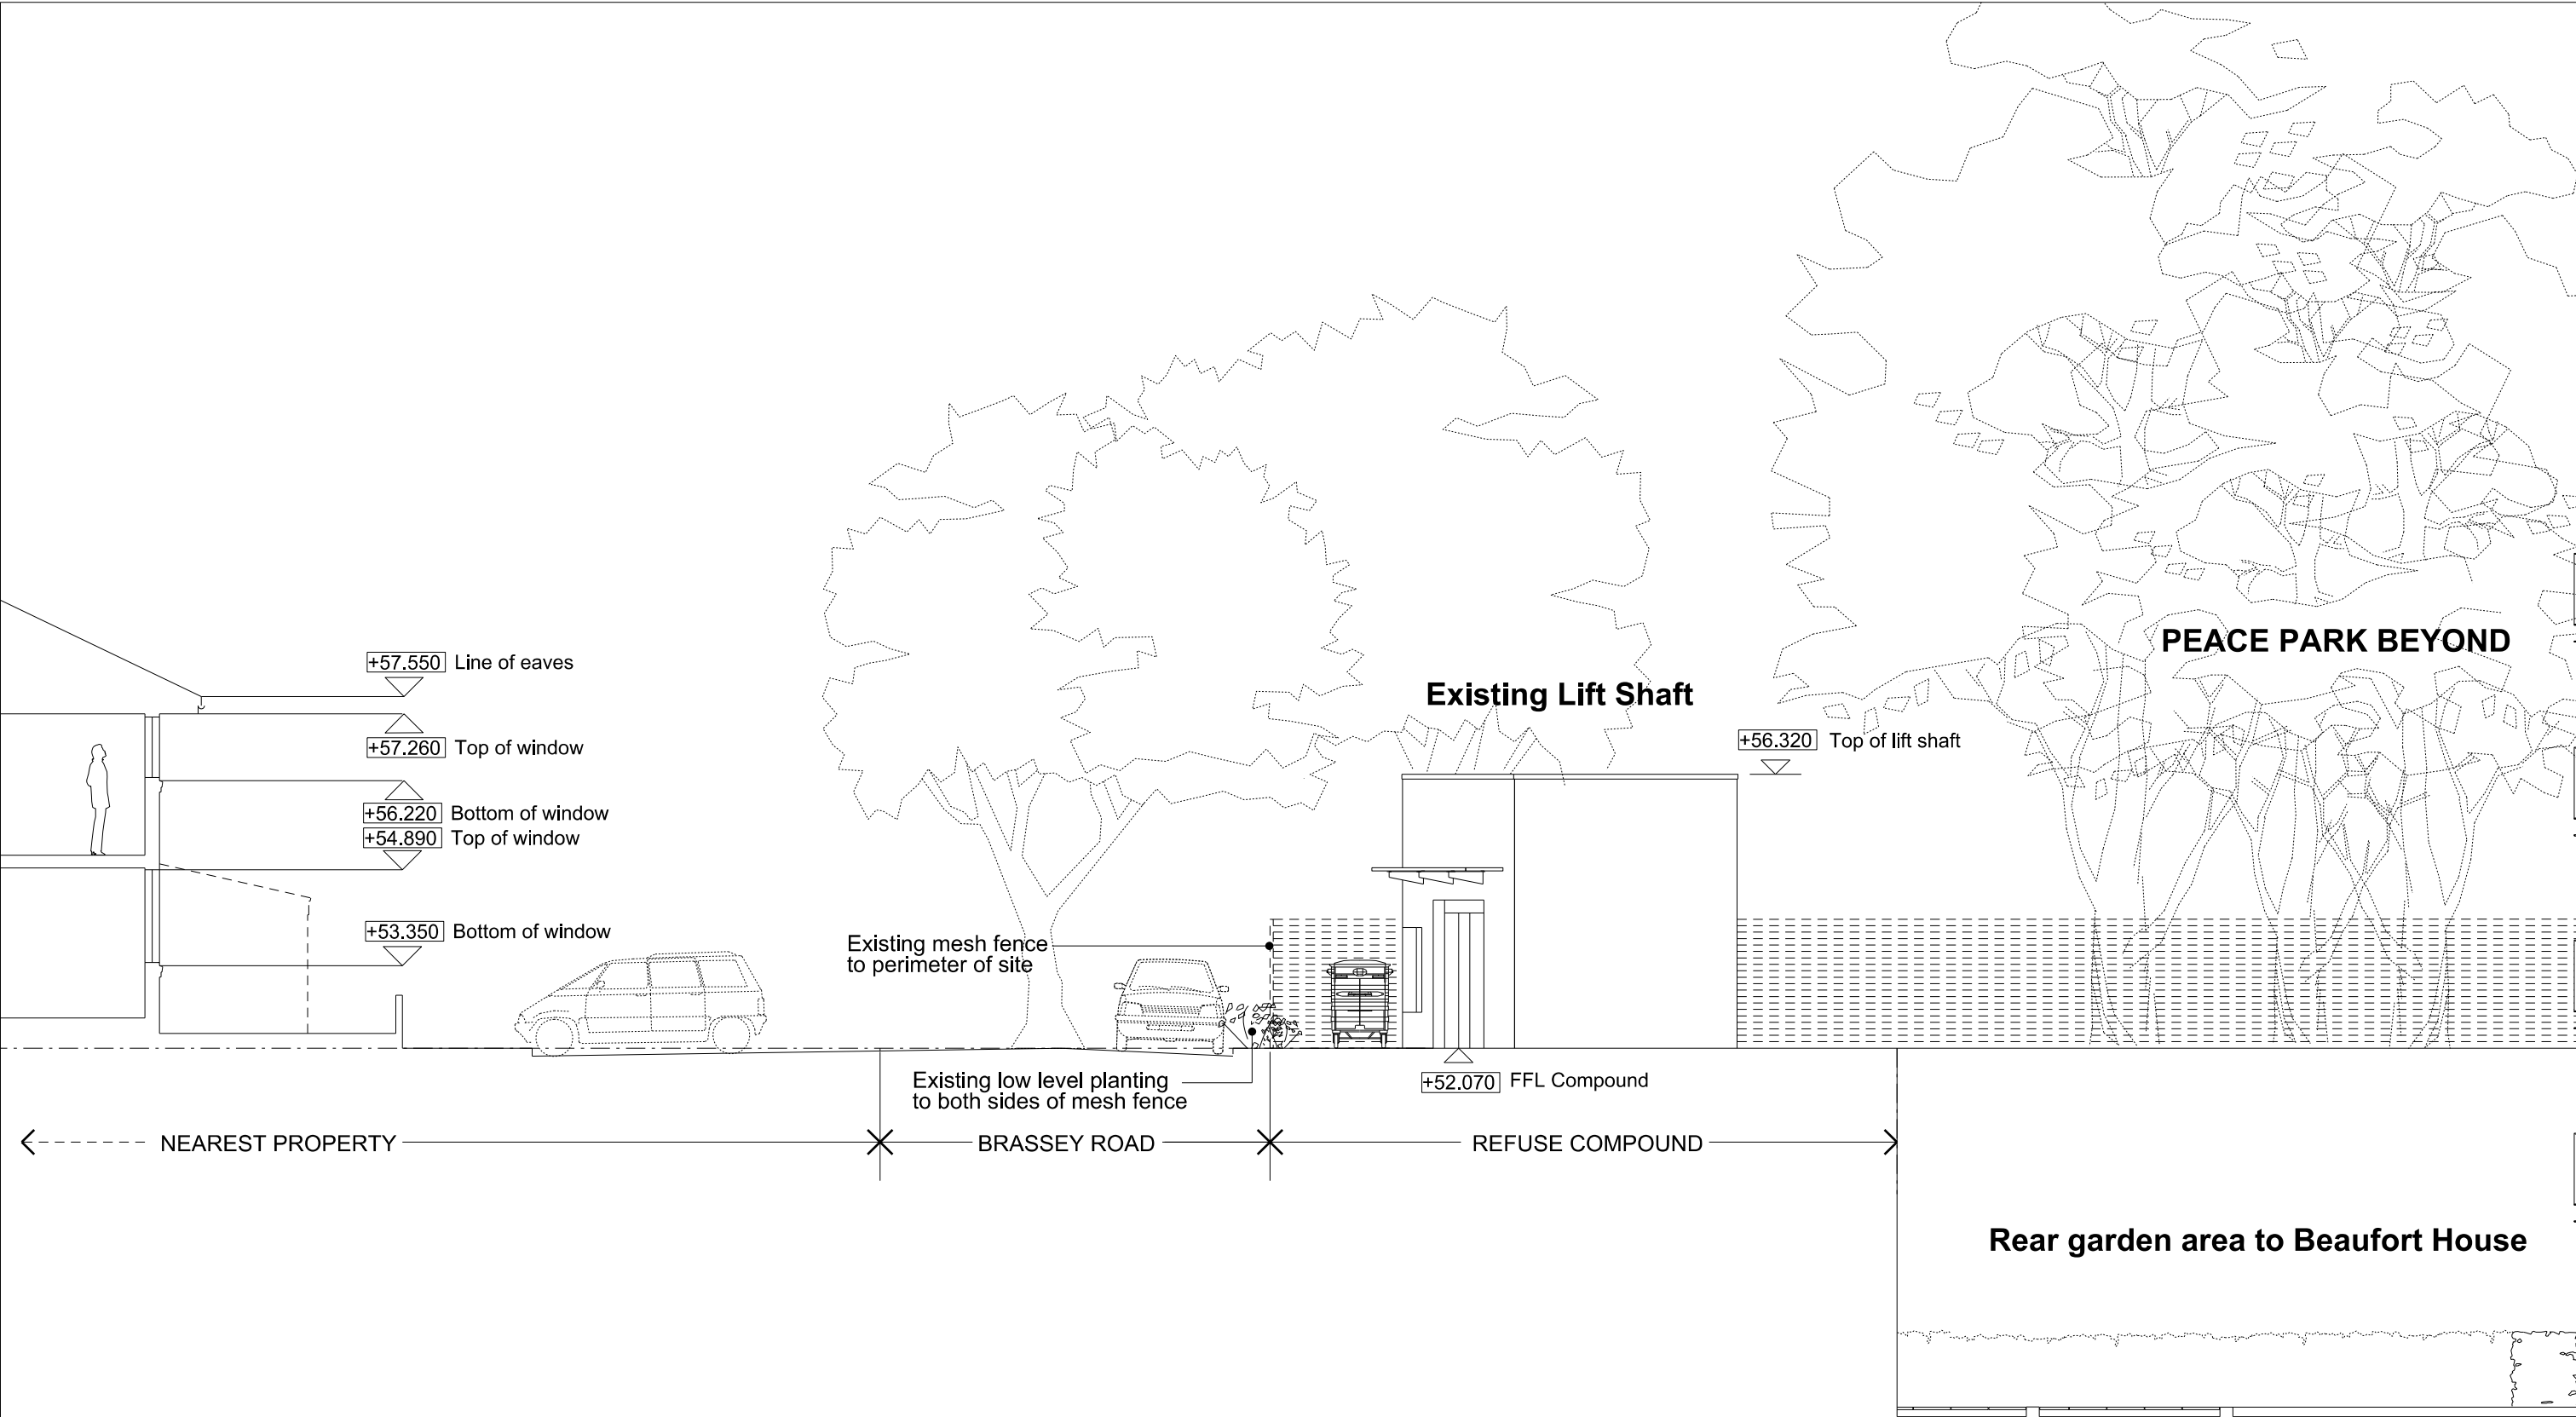 PEACE PARK BEYOND
+57.550 Line of eaves
Existing Lift Shaft
+57.260 Top of window
+56.320 Top of lift shaft
+56.220 Bottom of window
+54.890 Top of window
+53.350 Bottom of window
Existing mesh fence
to perimeter of site
Existing low level planting
to both sides of mesh fence
+52.070 FFL Compound
NEAREST PROPERTY
BRASSEY ROAD
REFUSE COMPOUND
Rear garden area to Beaufort House